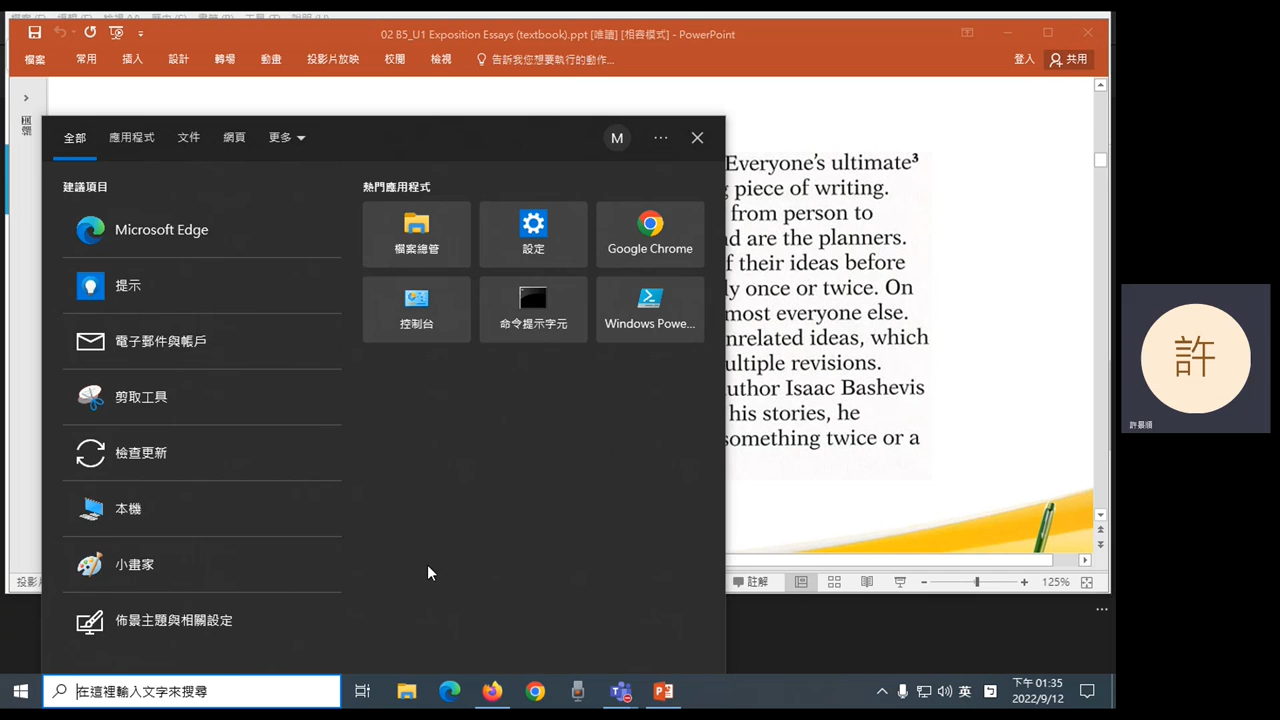 02 B5_U1 Exposition Essays (textbook).ppt [唯讀] [相容模式] - PowerPoint
檔案 常用 插入 設計 轉場 動畫 投影片放映 校閱 檢視 告訴我您想要執行的動作... 登入 共用
全部 應用程式 文件 網頁 更多 M
建議項目
Microsoft Edge
提示
電子郵件與帳戶
剪取工具
檢查更新
本機
小畫家
佈景主題與相關設定
熱門應用程式
檔案總管 設定 Google Chrome
控制台 命令提示字元 Windows Powe...
Everyone's ultimate³
g piece of writing.
from person to
nd are the planners.
f their ideas before
ly once or twice. On
most everyone else.
nrelated ideas, which
ultiple revisions.
uthor Isaac Bashevis
his stories, he
something twice or a
許
許景順
註解 125%
在這裡輸入文字來搜尋
英
下午 01:35
2022/9/12